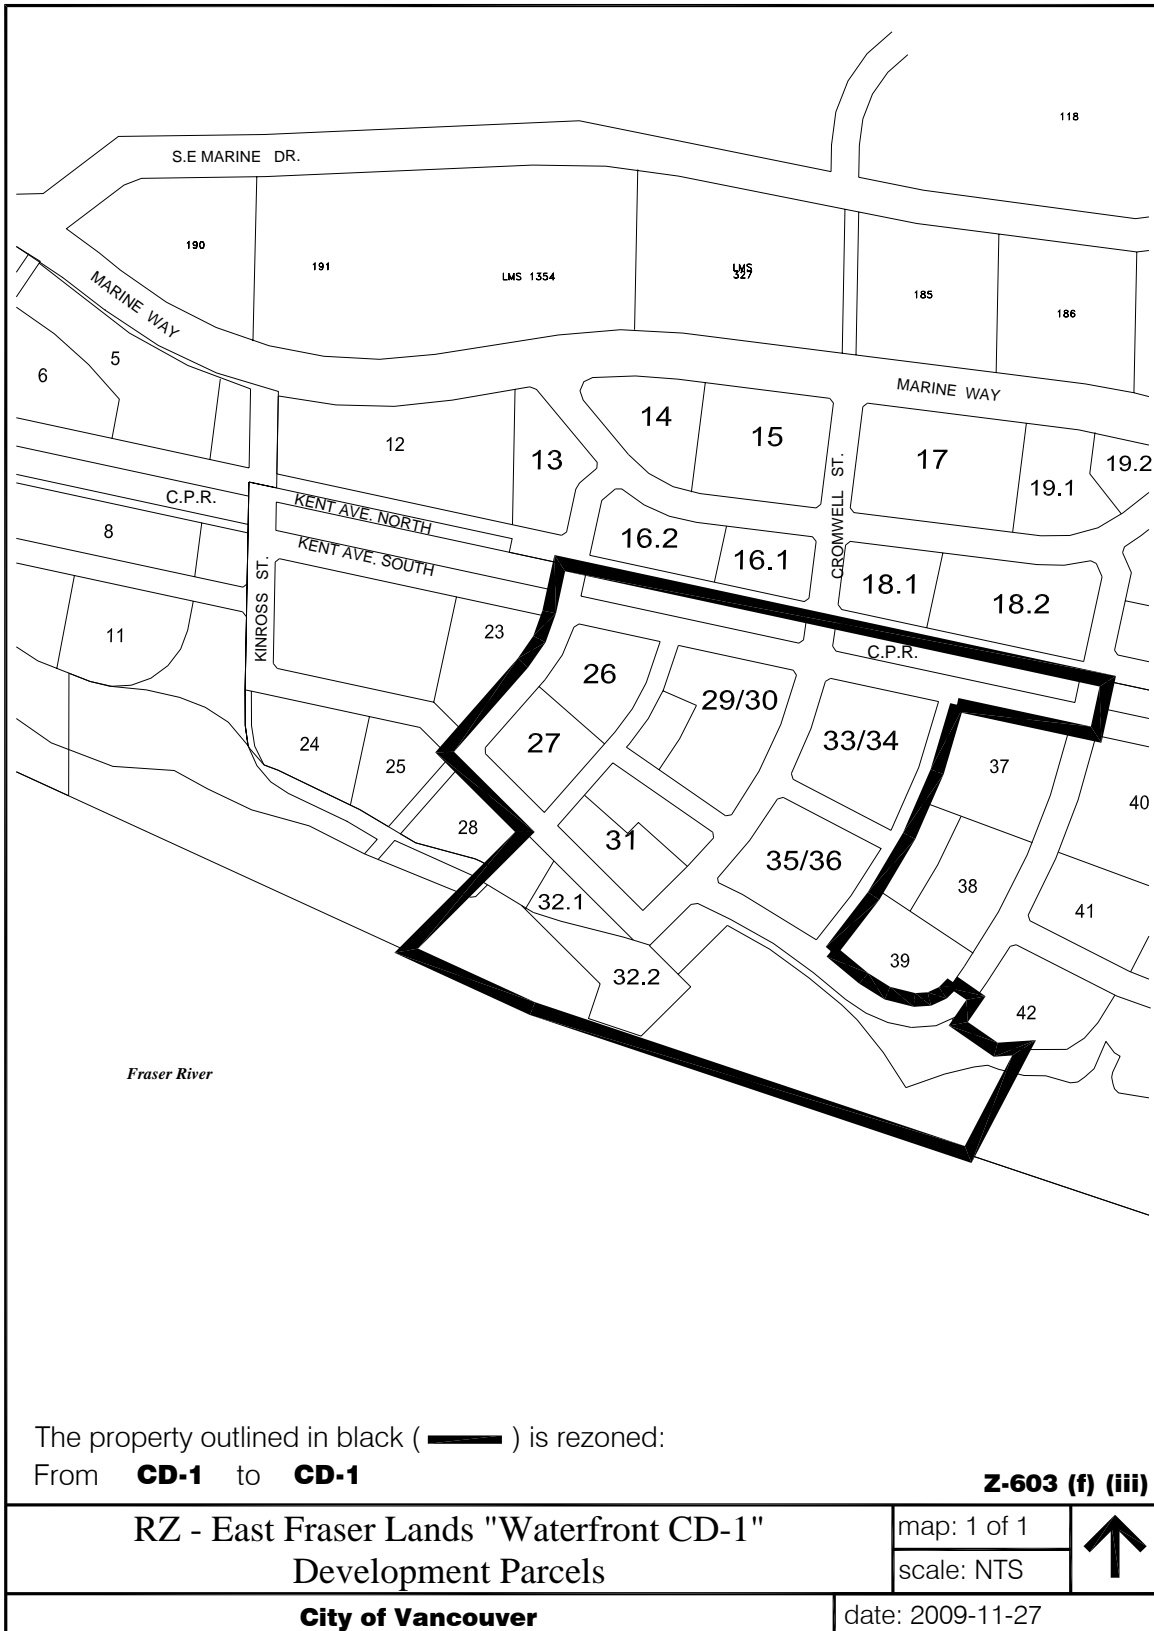 118
S.E MARINE DR.
190
191
LMS 1354
LMS
327
185
186
MARINE WAY
5
6
MARINE WAY
14
15
17
12
13
19.1
19.2
C.P.R.
KENT AVE. NORTH
CROMWELL ST.
8
KENT AVE. SOUTH
16.2
16.1
18.1
18.2
KINROSS ST.
11
23
C.P.R.
26
29/30
27
33/34
24
25
37
40
28
31
35/36
38
32.1
41
39
32.2
42
Fraser River
The property outlined in black ( ) is rezoned:
From CD-1 to CD-1
Z-603 (f) (iii)
RZ - East Fraser Lands "Waterfront CD-1"
Development Parcels
map: 1 of 1
scale: NTS
City of Vancouver
date: 2009-11-27